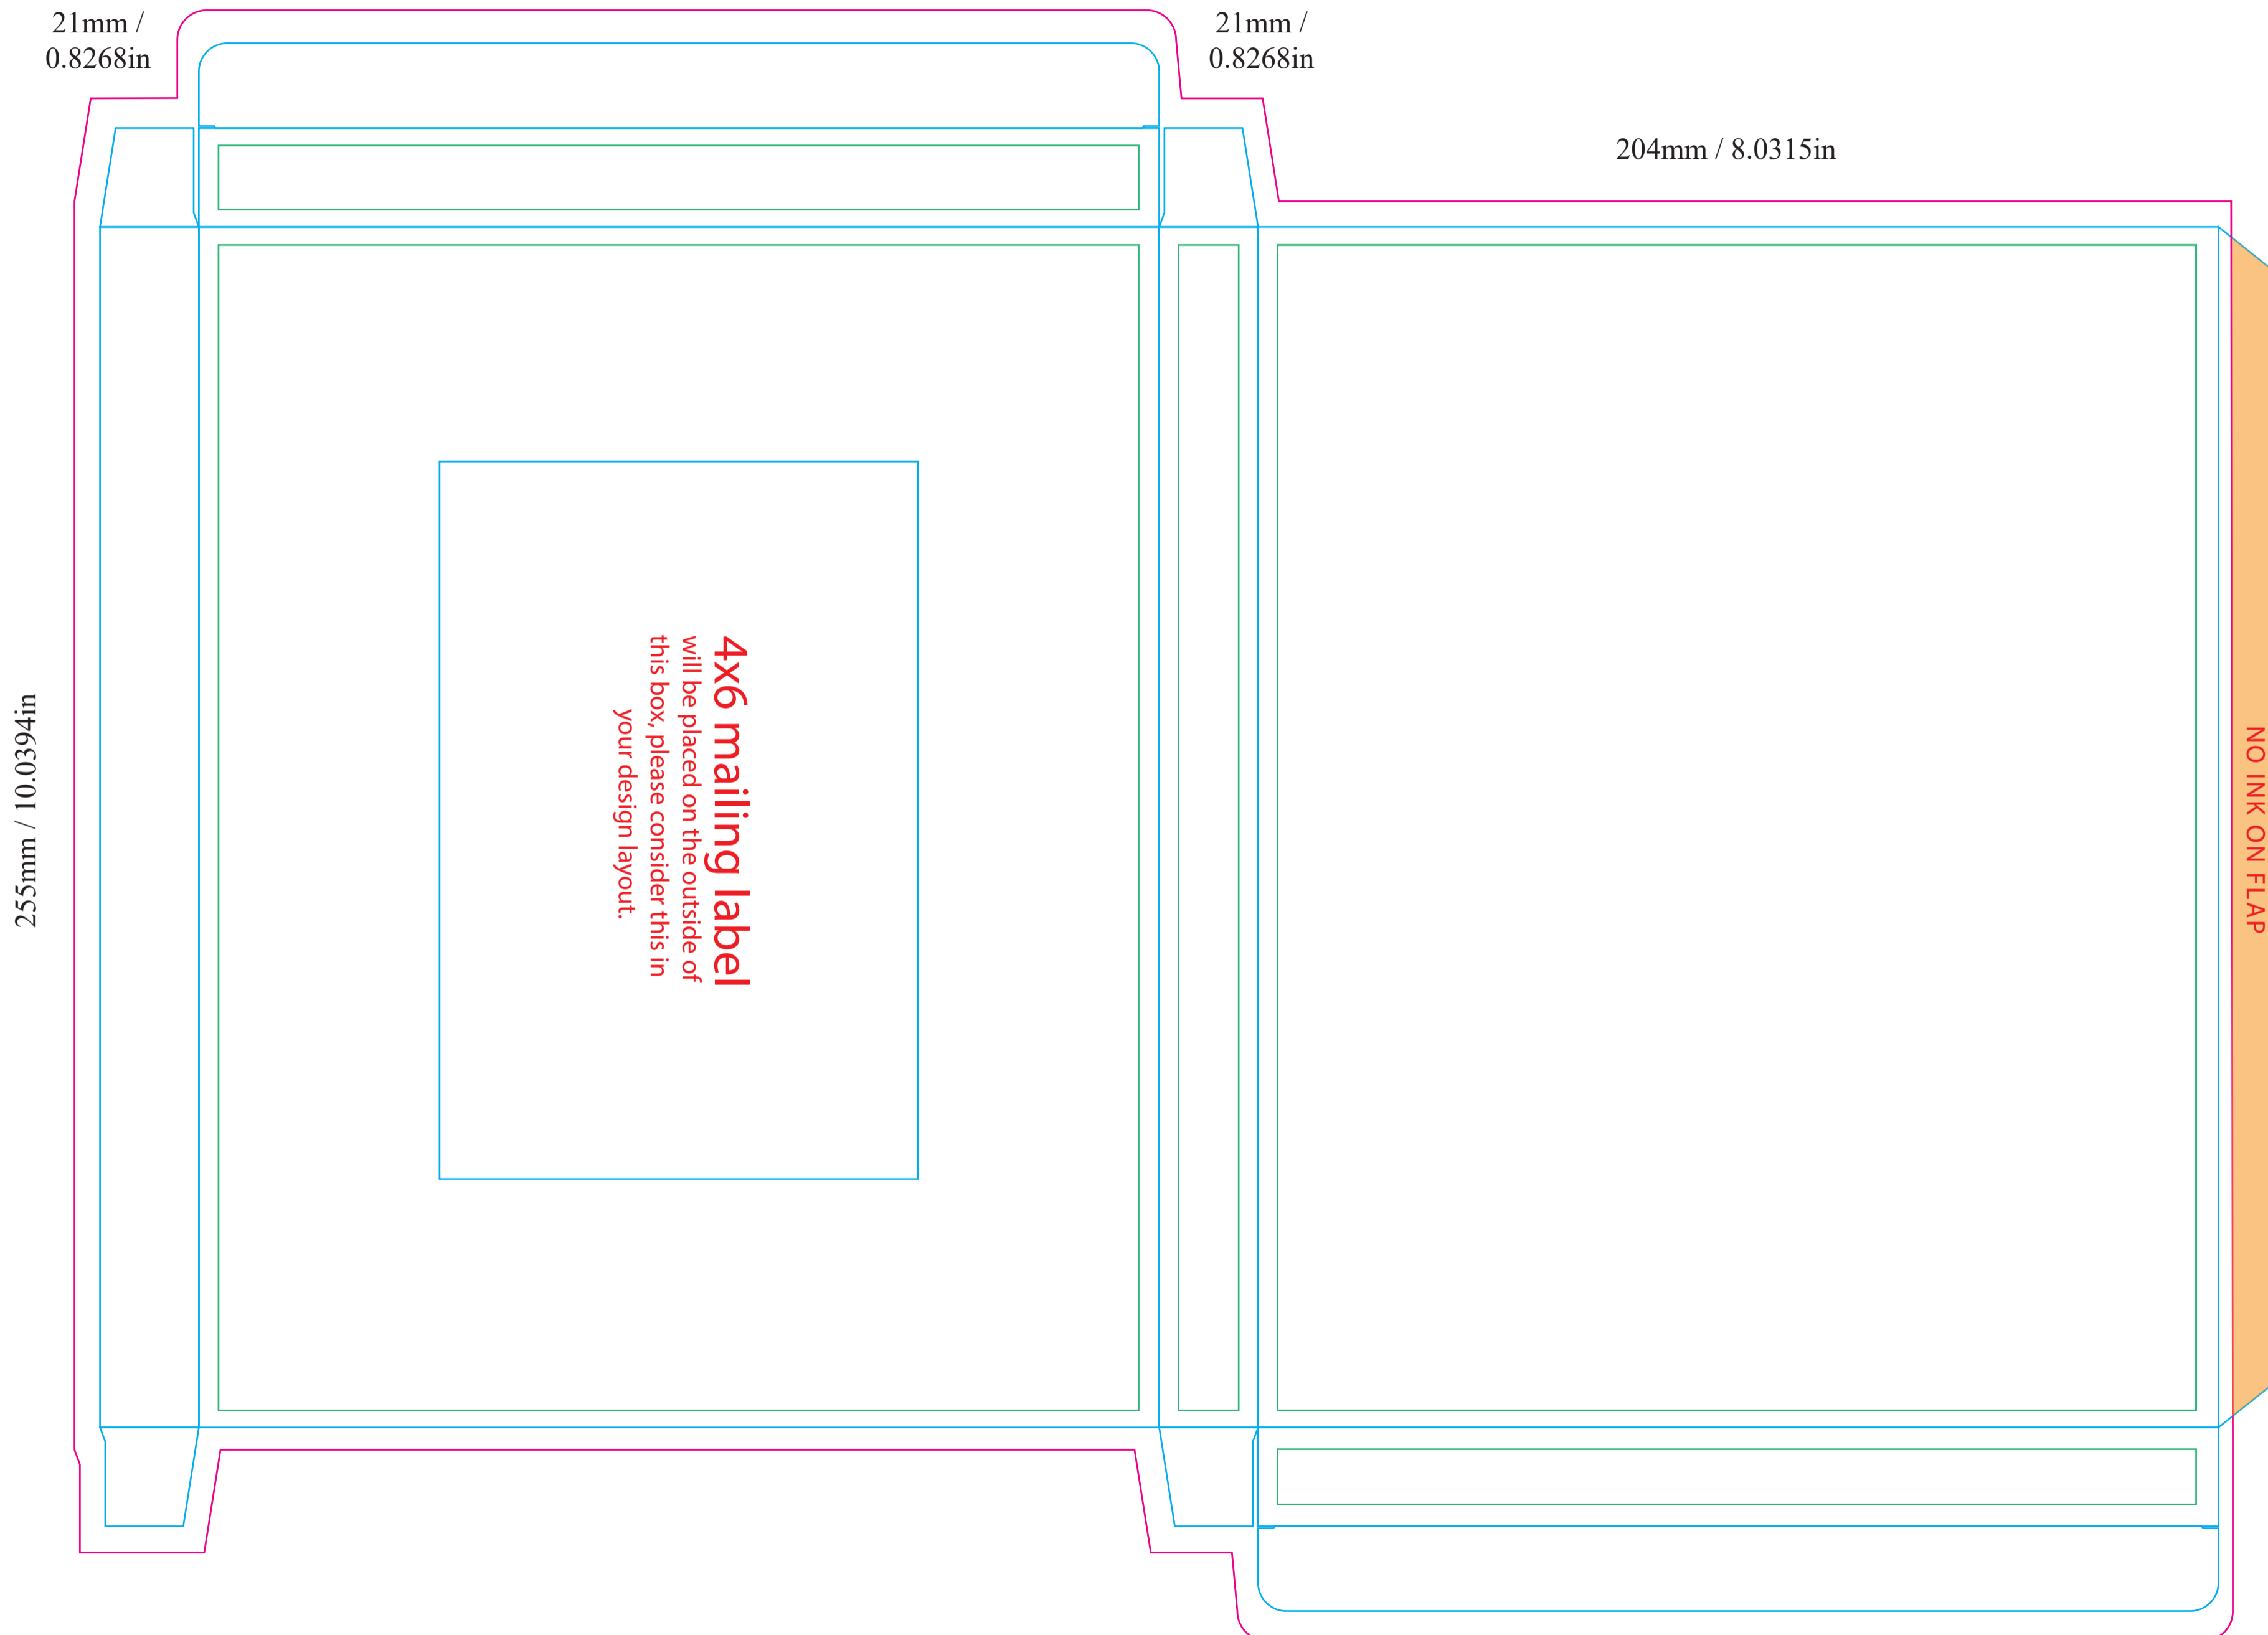 21mm /
0.8268in
21mm /
0.8268in
204mm / 8.0315in
255mm / 10.0394in
4x6 mailing label
will be placed on the outside of
this box, please consider this in
your design layout.
NO INK ON FLAP